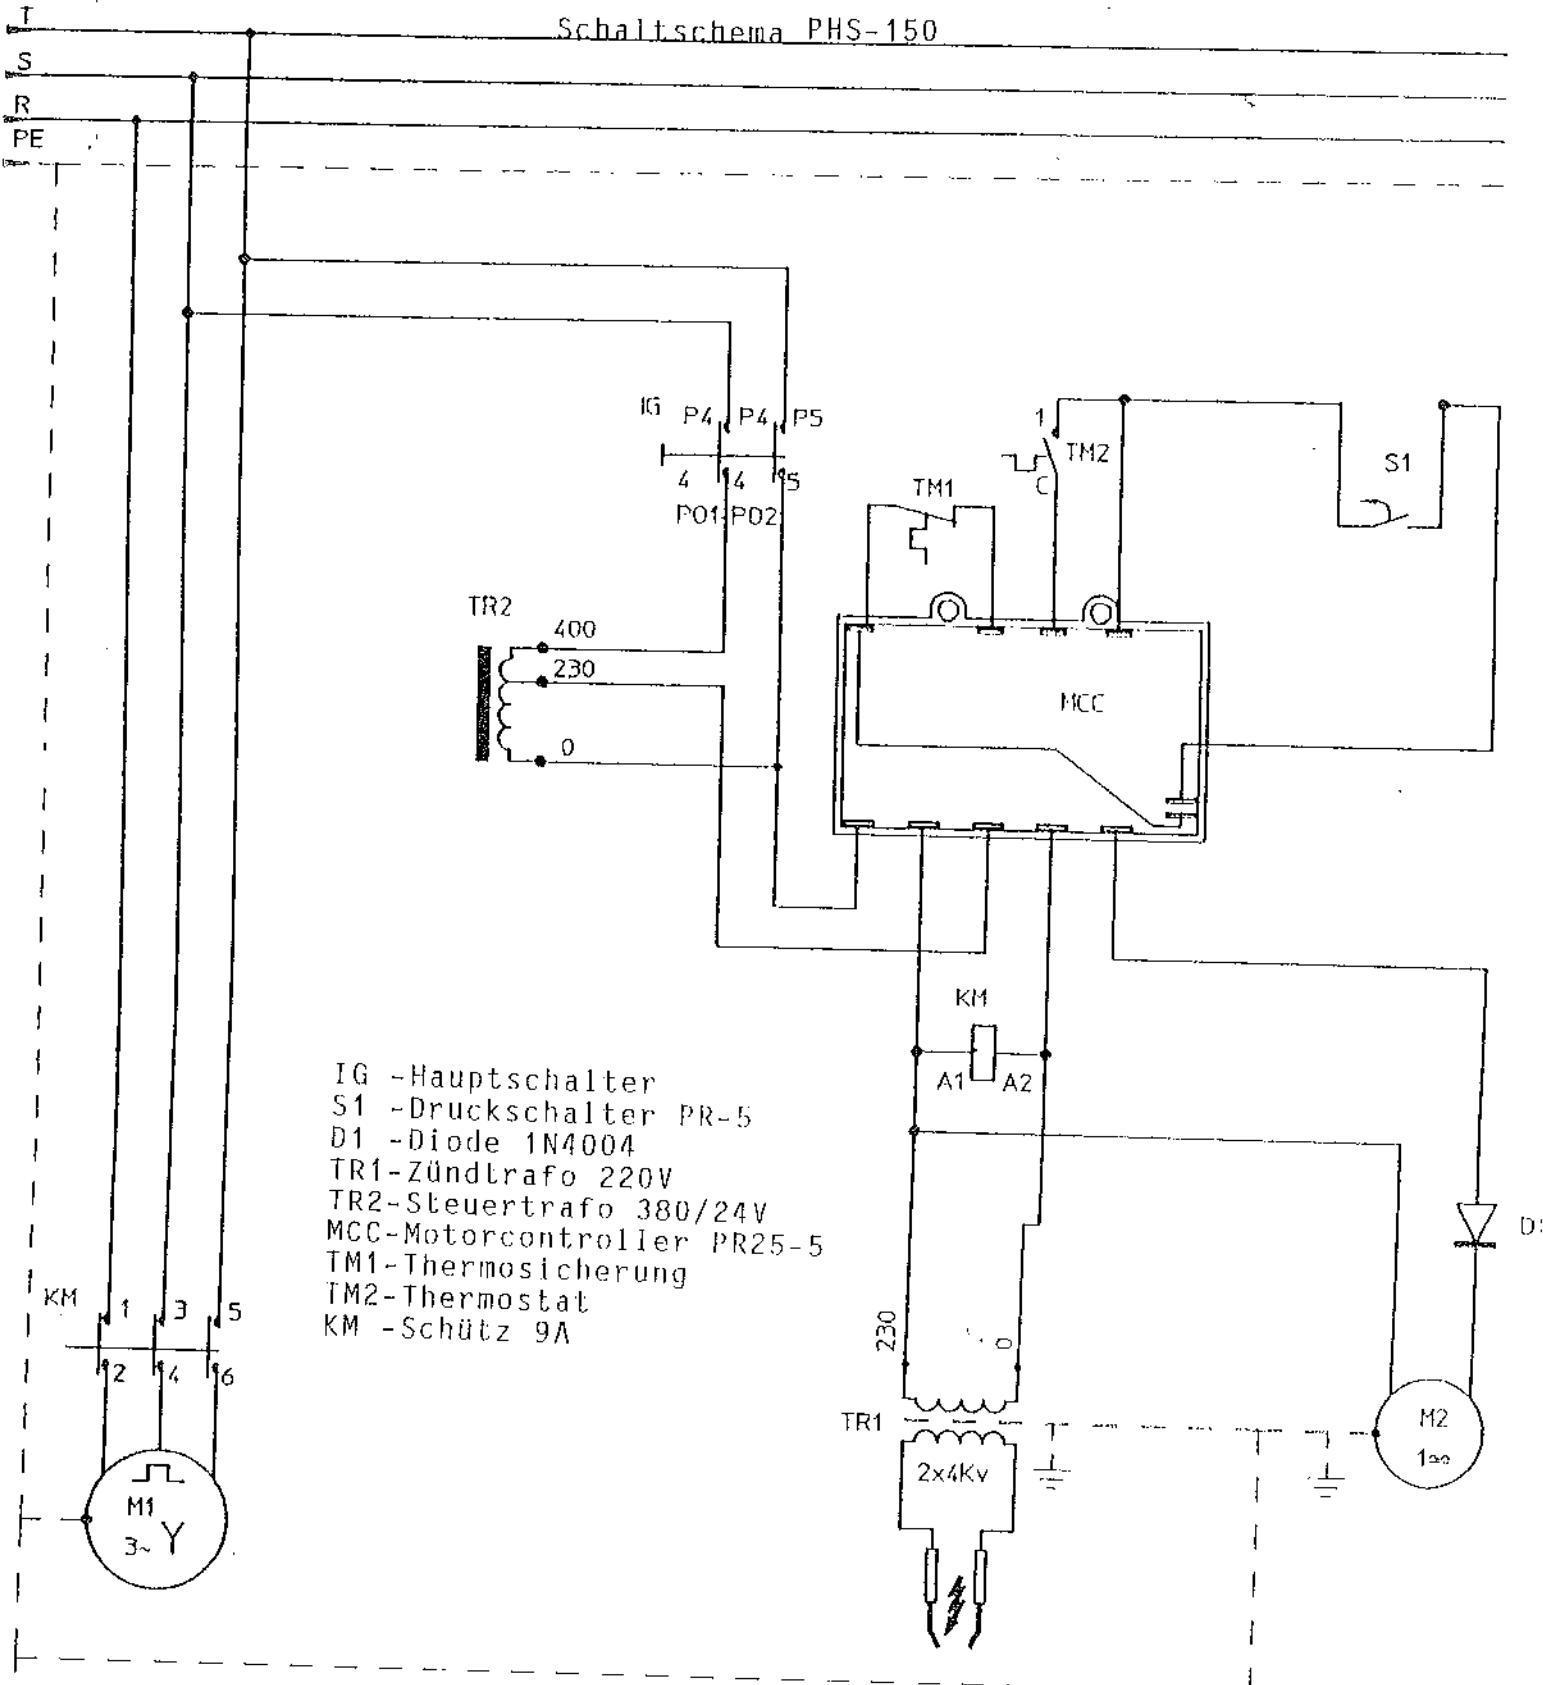 T
Schaltschema PHS-150
S
R
PE
IG
P4
P4
P5
4
4
5
PO1
PO2
1
TM2
C
S1
TM1
TR2
400
230
0
MCC
KM
A1
A2
IG -Hauptschalter
S1 -Druckschalter PR-5
D1 -Diode 1N4004
TR1-Zündtrafo 220V
TR2-Steuertrafo 380/24V
MCC-Motorcontroller PR25-5
TM1-Thermosicherung
TM2-Thermostat
KM -Schütz 9A
KM
1
3
5
2
4
6
M1
3~ Y
230
0
TR1
2x4Kv
M2